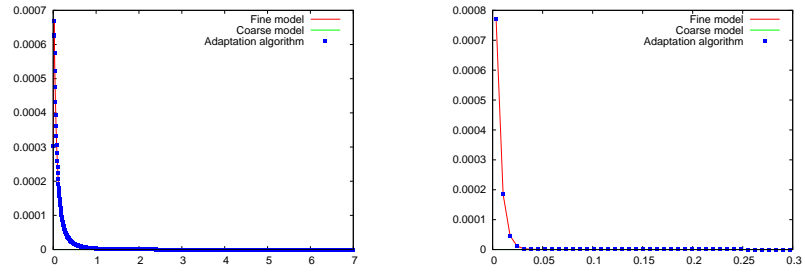 0.0007
0.0006
0.0005
0.0004
0.0003
0.0002
0.0001
0
0 1 2 3 4 5 6 7
Fine model
Coarse model
Adaptation algorithm
0.0008
0.0007
0.0006
0.0005
0.0004
0.0003
0.0002
0.0001
0
0 0.05 0.1 0.15 0.2 0.25 0.3
Fine model
Coarse model
Adaptation algorithm